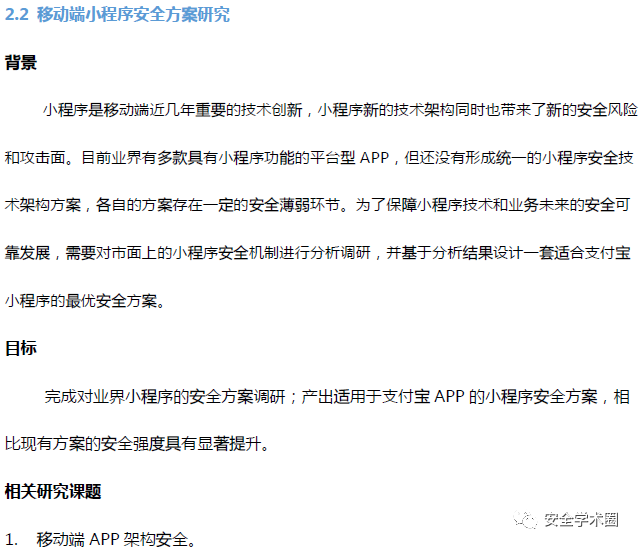 2.2 移动端小程序安全方案研究
背景
小程序是移动端近几年重要的技术创新，小程序新的技术架构同时也带来了新的安全风险
和攻击面。目前业界有多款具有小程序功能的平台型 APP，但还没有形成统一的小程序安全技
术架构方案，各自的方案存在一定的安全薄弱环节。为了保障小程序技术和业务未来的安全可
靠发展，需要对市面上的小程序安全机制进行分析调研，并基于分析结果设计一套适合支付宝
小程序的最优安全方案。
目标
完成对业界小程序的安全方案调研；产出适用于支付宝 APP 的小程序安全方案，相
比现有方案的安全强度具有显著提升。
相关研究课题
1. 移动端 APP 架构安全。
安全学术圈